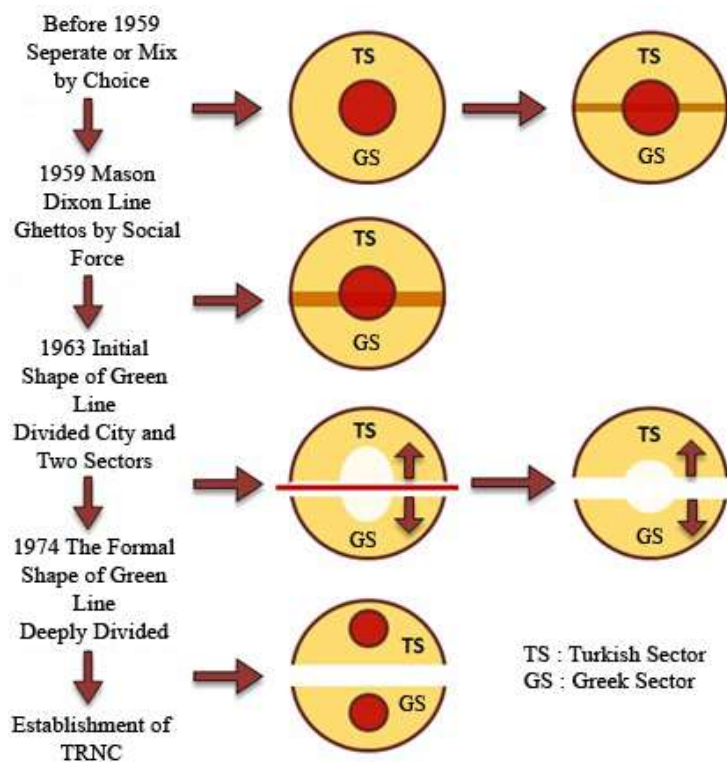 Before 1959
Seperate or Mix
by Choice
TS
GS
TS
GS
1959 Mason
Dixon Line
Ghettos by Social
Force
TS
GS
1963 Initial
Shape of Green
Line
Divided City and
Two Sectors
TS
GS
TS
GS
1974 The Formal
Shape of Green
Line
Deeply Divided
TS
GS
TS : Turkish Sector
GS : Greek Sector
Establishment of
TRNC